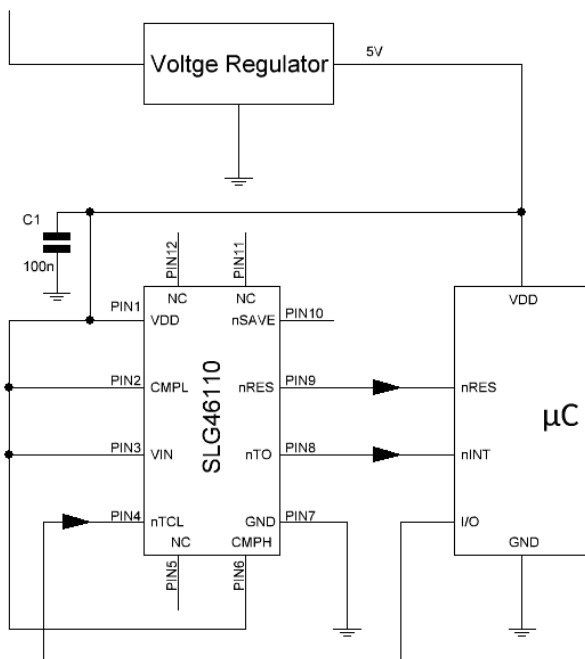 Voltge Regulator
5V
C1
100n
PIN12
PIN11
NC
NC
PIN1
VDD
nSAVE
PIN10
VDD
PIN2
CMPL
nRES
PIN9
nRES
SLG46110
µC
PIN3
VIN
nTO
PIN8
nINT
PIN4
nTCL
GND
PIN7
I/O
NC
CMPH
GND
PIN5
PIN6